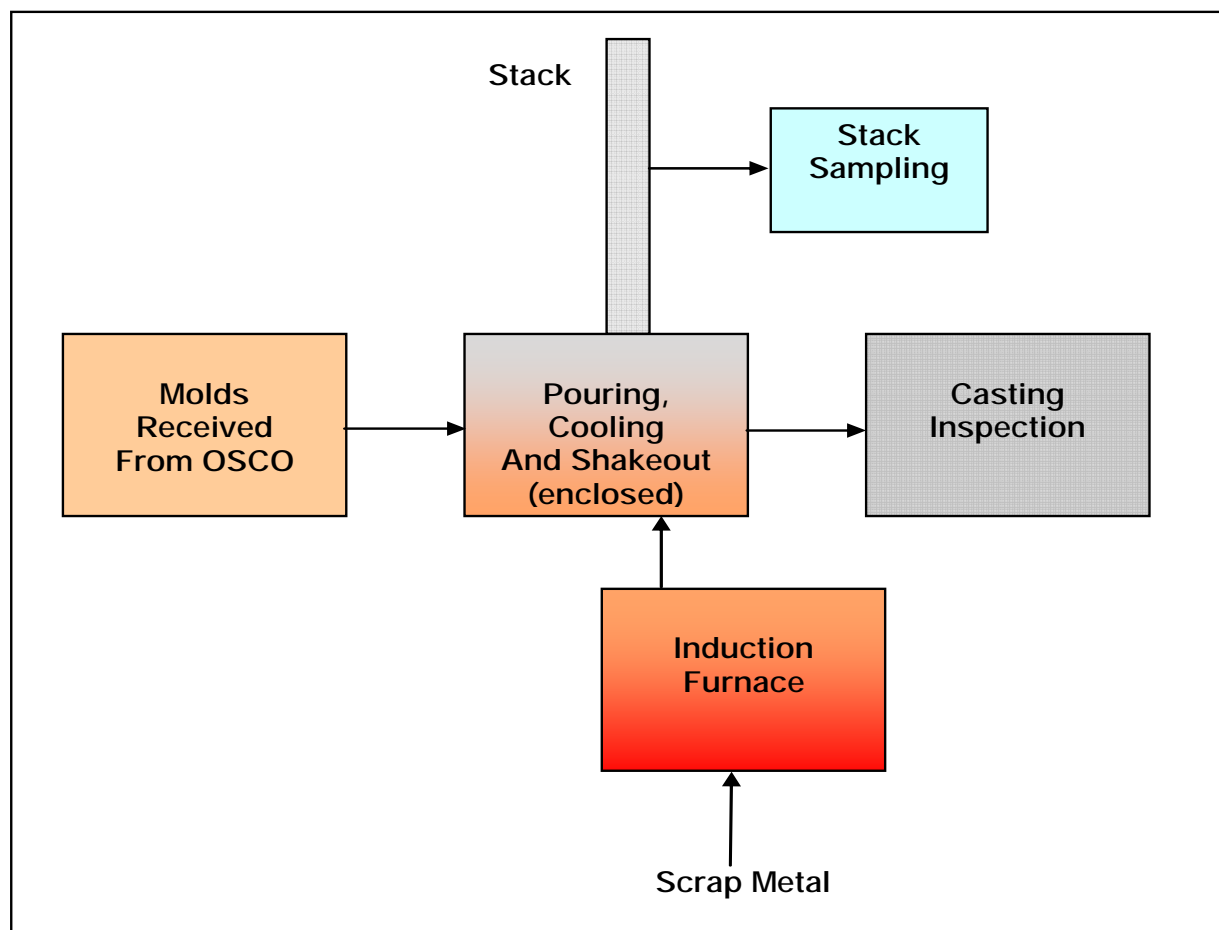 Stack
Stack
Sampling
Molds
Received
From OSCO
Pouring,
Cooling
And Shakeout
(enclosed)
Casting
Inspection
Induction
Furnace
Scrap Metal